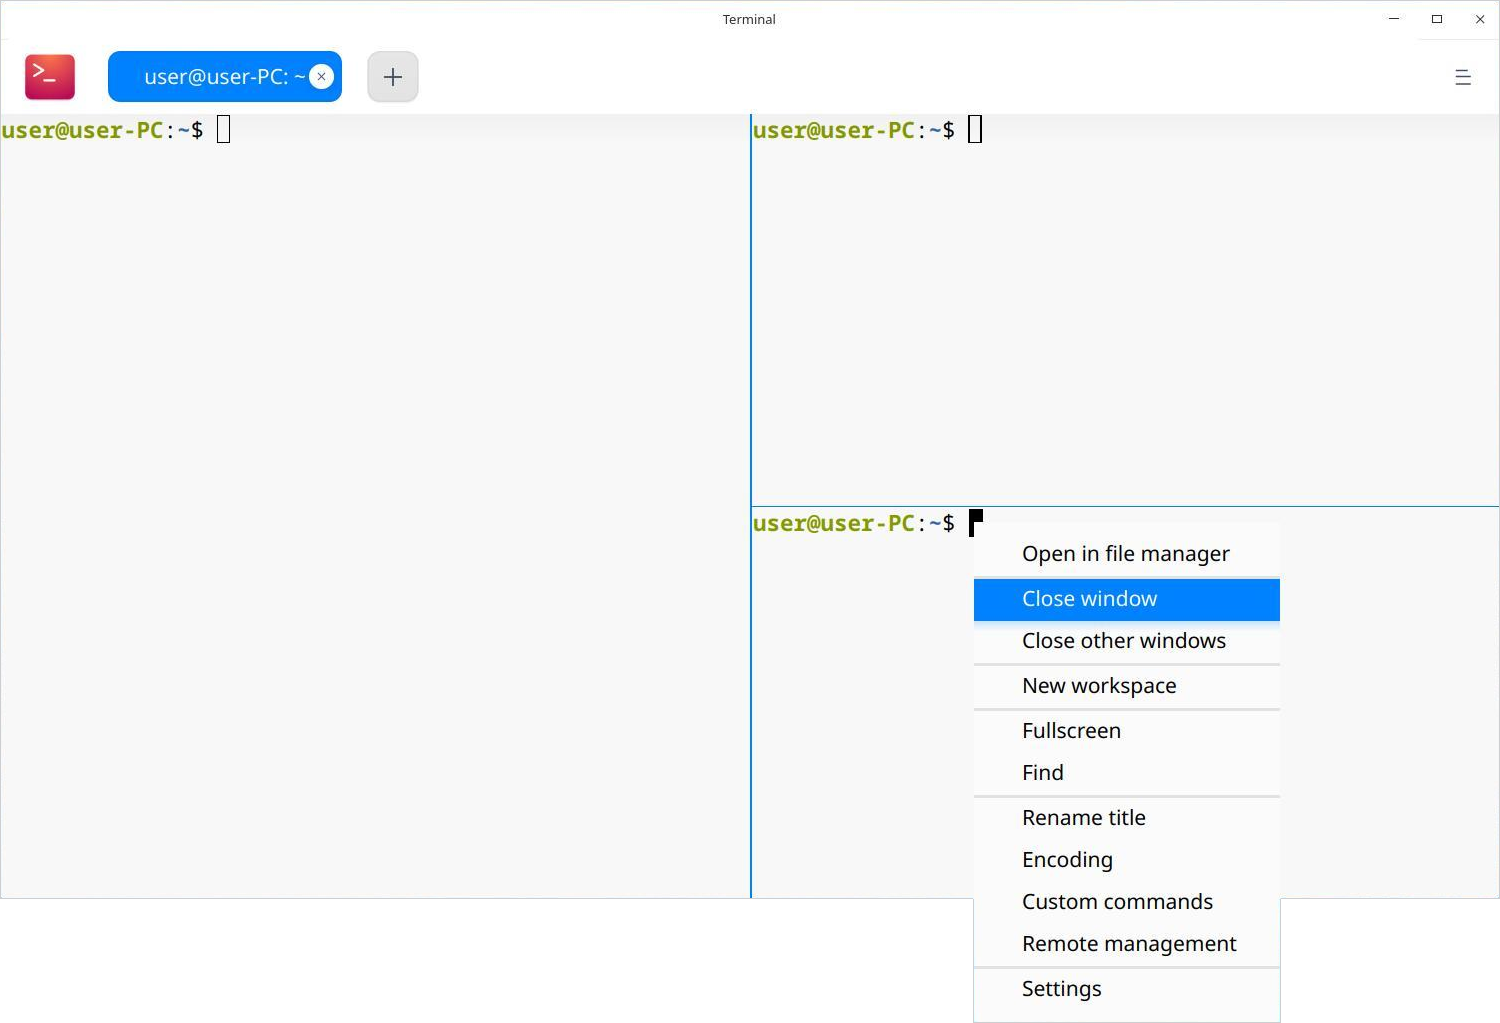 Terminal
user@user-PC: ~
user@user-PC:~$
user@user-PC:~$
user@user-PC:~$
Open in file manager
Close window
Close other windows
New workspace
Fullscreen
Find
Rename title
Encoding
Custom commands
Remote management
Settings